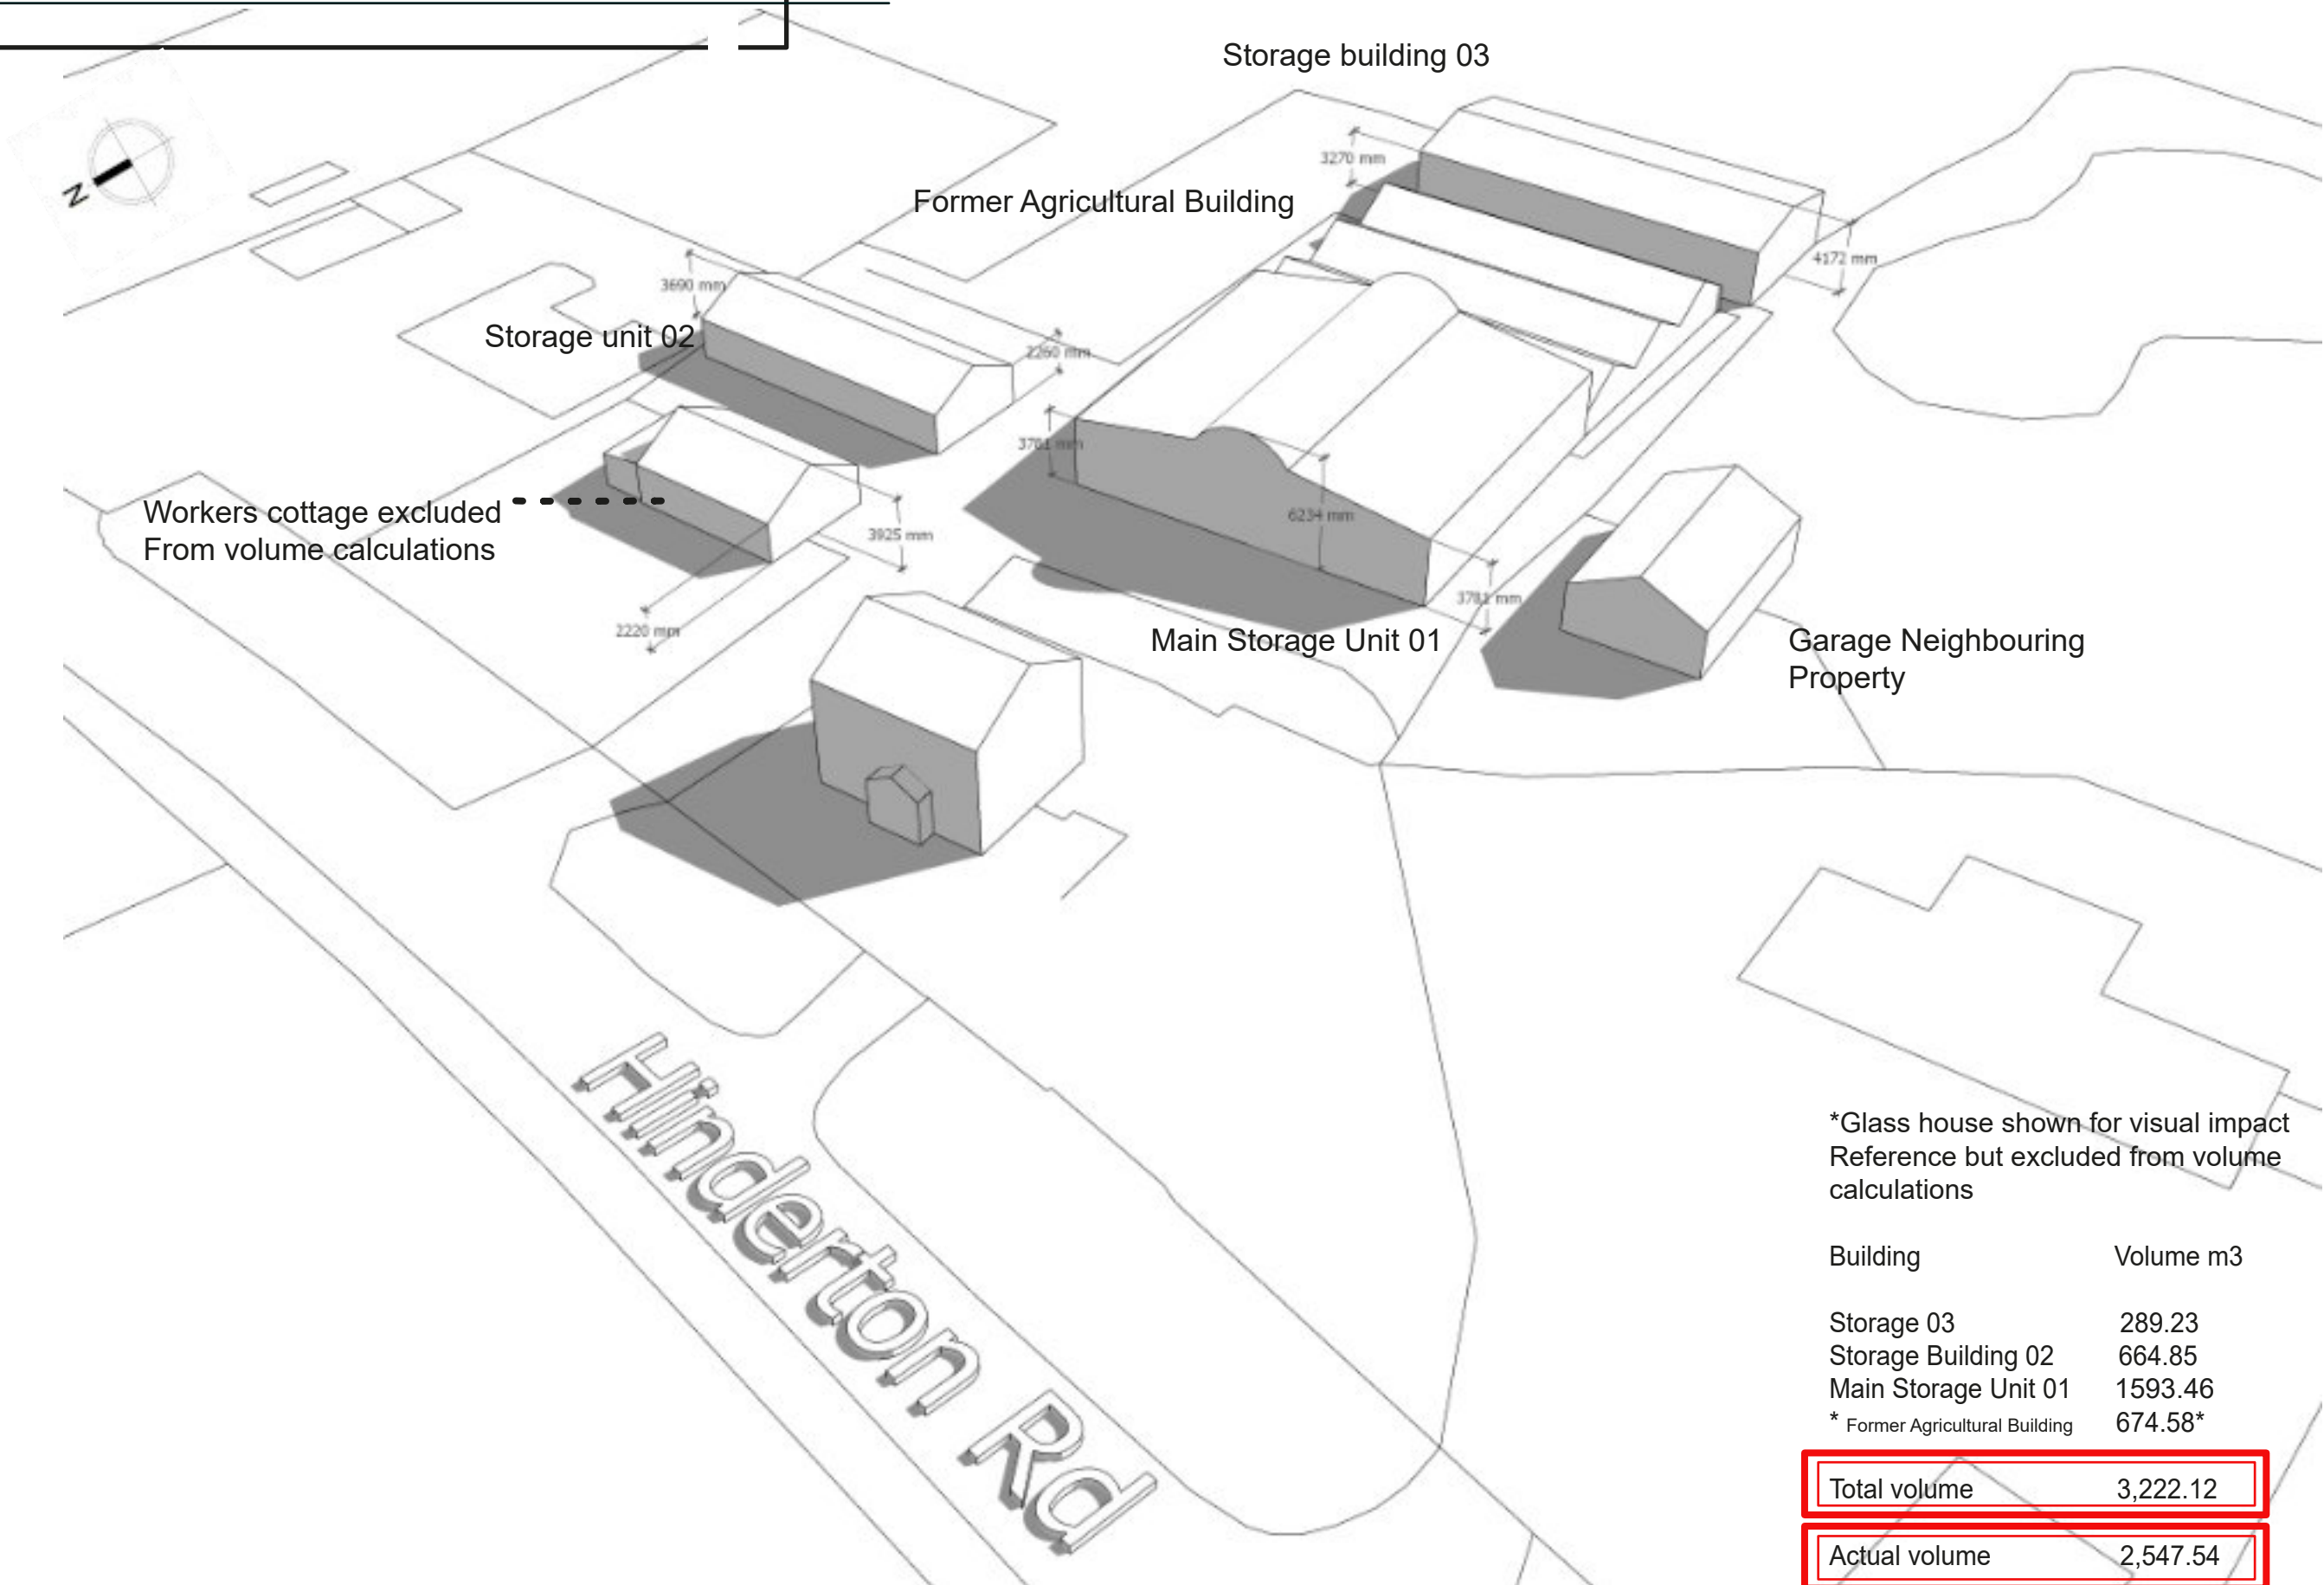 Storage building 03
N
3270 mm
Former Agricultural Building
4172 mm
3690 mm
Storage unit 02
2260 mm
3781 mm
Workers cottage excluded
From volume calculations
6234 mm
3925 mm
3781 mm
2220 mm
Main Storage Unit 01
Garage Neighbouring
Property
Hinderton Rd
*Glass house shown for visual impact
Reference but excluded from volume
calculations
Building Volume m3
Storage 03 289.23
Storage Building 02 664.85
Main Storage Unit 01 1593.46
* Former Agricultural Building 674.58*
Total volume 3,222.12
Actual volume 2,547.54